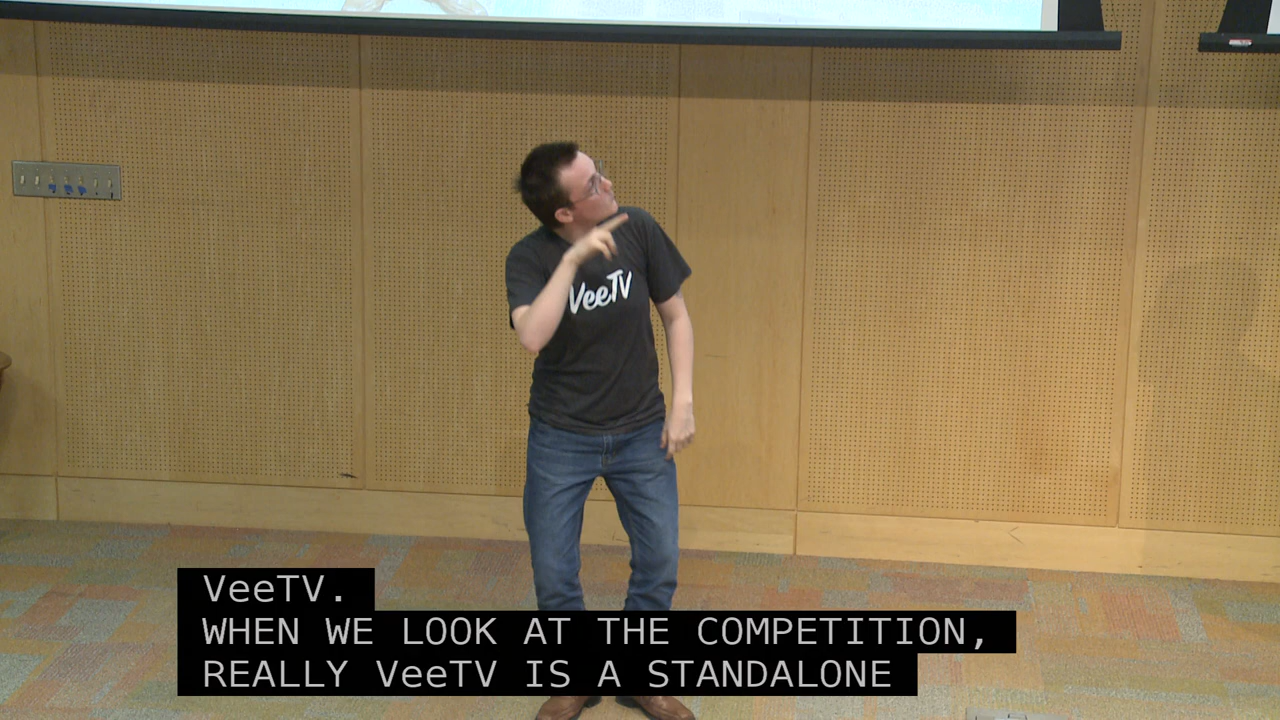 VeeTV
VeeTV.
WHEN WE LOOK AT THE COMPETITION,
REALLY VeeTV IS A STANDALONE